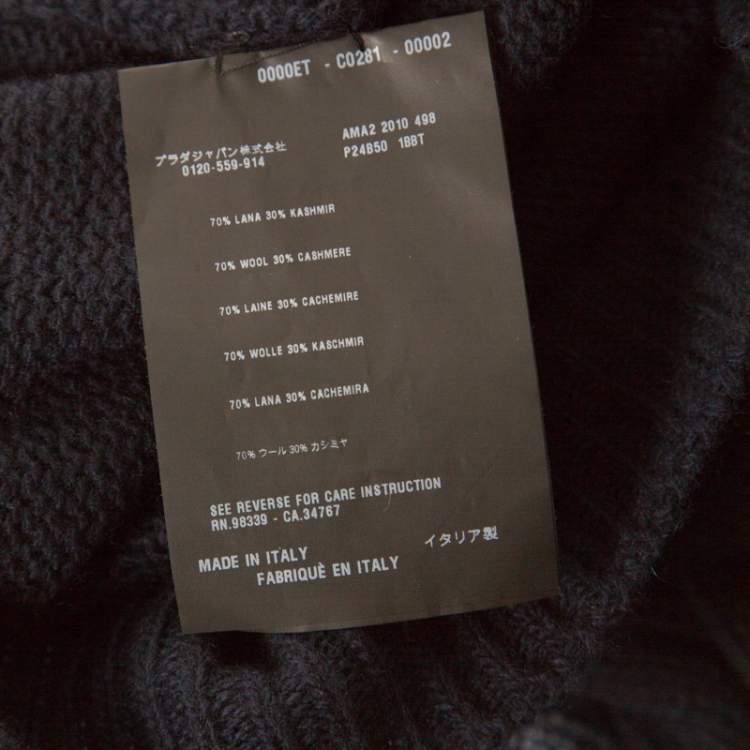 0000ET - C0281 - 00002
AMA2 2010 498
P24B50 1BBT
プラダジャパン株式会社
0120-559-914
70% LANA 30% KASHMIR
70% WOOL 30% CASHMERE
70% LAINE 30% CACHEMIRE
70% WOLLE 30% KASCHMIR
70% LANA 30% CACHEMIRA
70% ウール 30% カシミヤ
SEE REVERSE FOR CARE INSTRUCTION
RN.98339 - CA.34767
MADE IN ITALY
イタリア製
FABRIQUÈ EN ITALY